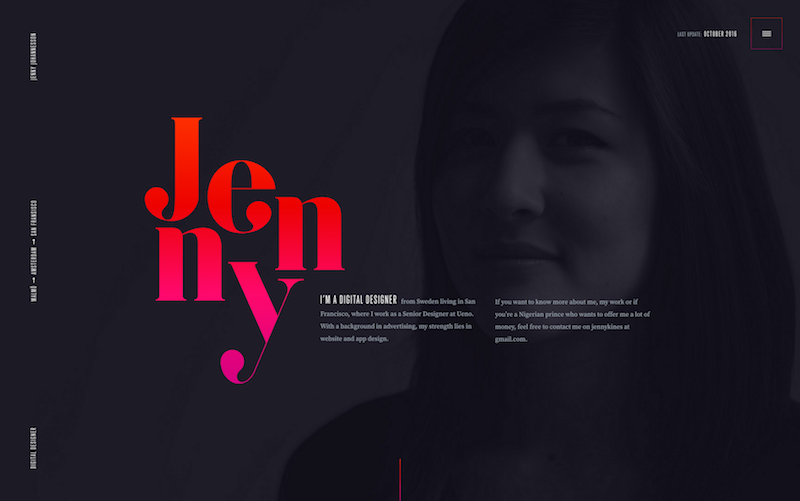 JENNY JOHANNESSON
LAST UPDATE: OCTOBER 2016
Jen
ny
MALMÖ → AMSTERDAM → SAN FRANCISCO
I'M A DIGITAL DESIGNER from Sweden living in San
Francisco, where I work as a Senior Designer at Ueno.
With a background in advertising, my strength lies in
website and app design.
If you want to know more about me, my work or if
you're a Nigerian prince who wants to offer me a lot of
money, feel free to contact me on jennykines at
gmail.com.
DIGITAL DESIGNER